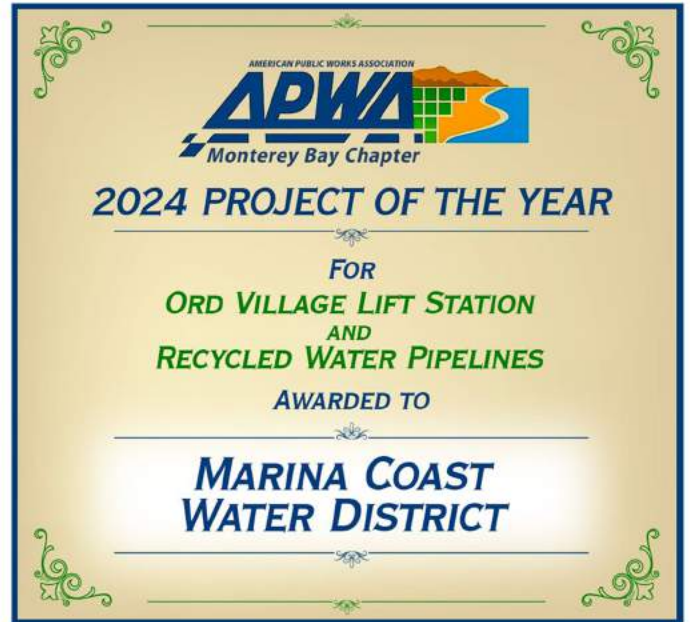 AMERICAN PUBLIC WORKS ASSOCIATION
APWA
Monterey Bay Chapter
2024 PROJECT OF THE YEAR
FOR
ORD VILLAGE LIFT STATION
AND
RECYCLED WATER PIPELINES
AWARDED TO
MARINA COAST
WATER DISTRICT